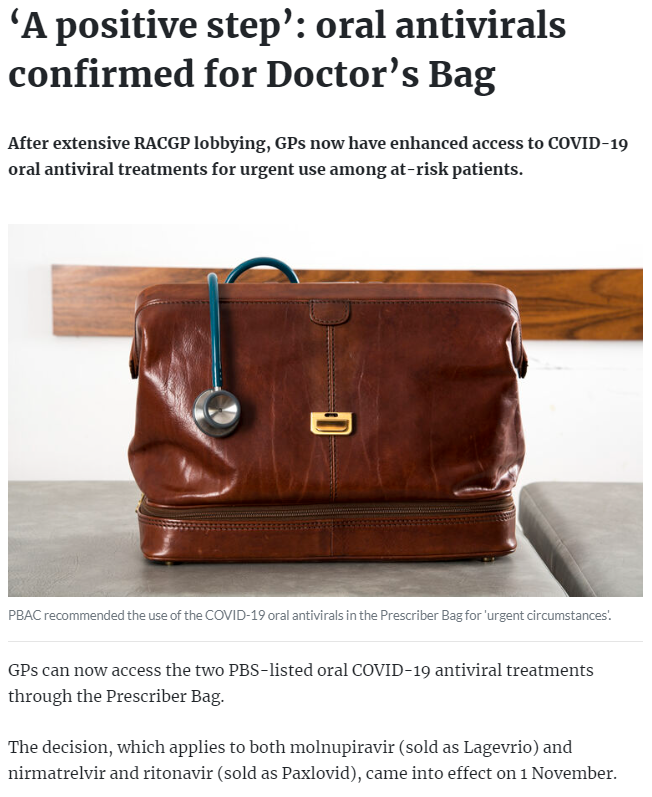 ‘A positive step’: oral antivirals
confirmed for Doctor’s Bag
After extensive RACGP lobbying, GPs now have enhanced access to COVID-19
oral antiviral treatments for urgent use among at-risk patients.
PBAC recommended the use of the COVID-19 oral antivirals in the Prescriber Bag for 'urgent circumstances'.
GPs can now access the two PBS-listed oral COVID-19 antiviral treatments
through the Prescriber Bag.
The decision, which applies to both molnupiravir (sold as Lagevrio) and
nirmatrelvir and ritonavir (sold as Paxlovid), came into effect on 1 November.